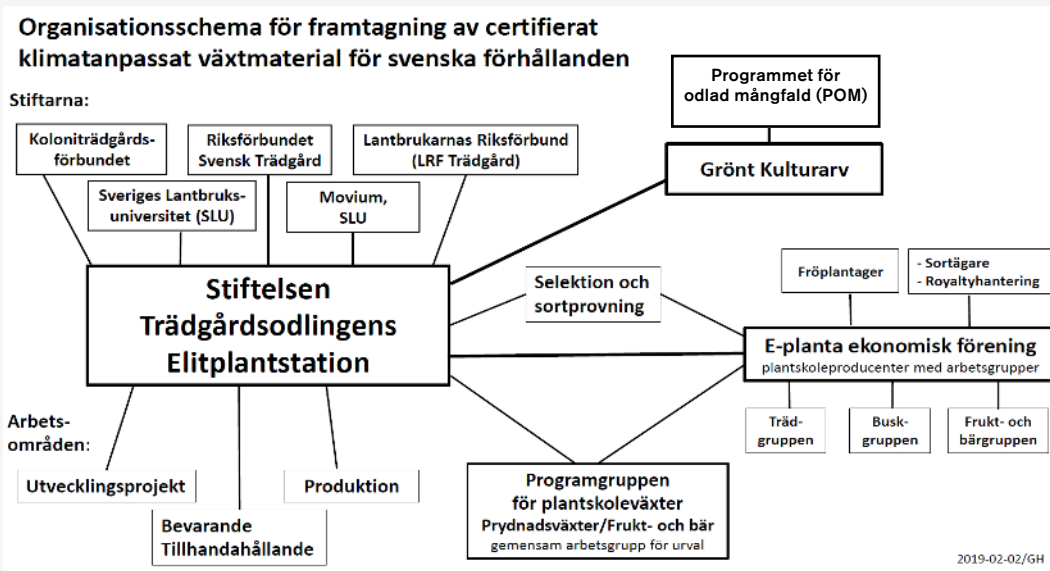 Organisationsschema för framtagning av certifierat
klimatanpassat växtmaterial för svenska förhållanden
Stiftarna:
Koloniträdgårds-
förbundet
Riksförbundet
Svensk Trädgård
Lantbrukarnas Riksförbund
(LRF Trädgård)
Sveriges Lantbruks-
universitet (SLU)
Movium,
SLU
Programmet för
odlad mångfald (POM)
Grönt Kulturarv
Stiftelsen
Trädgårdsodlingens
Elitplantstation
Selektion och
sortprovning
Fröplantager
- Sortägare
- Royaltyhantering
E-planta ekonomisk förening
plantskoleproducenter med arbetsgrupper
Träd-
gruppen
Busk-
gruppen
Frukt- och
bärgruppen
Arbets-
områden:
Utvecklingsprojekt
Bevarande
Tillhandahållande
Produktion
Programgruppen
för plantskoleväxter
Prydnadsväxter/Frukt- och bär
gemensam arbetsgrupp för urval
2019-02-02/GH